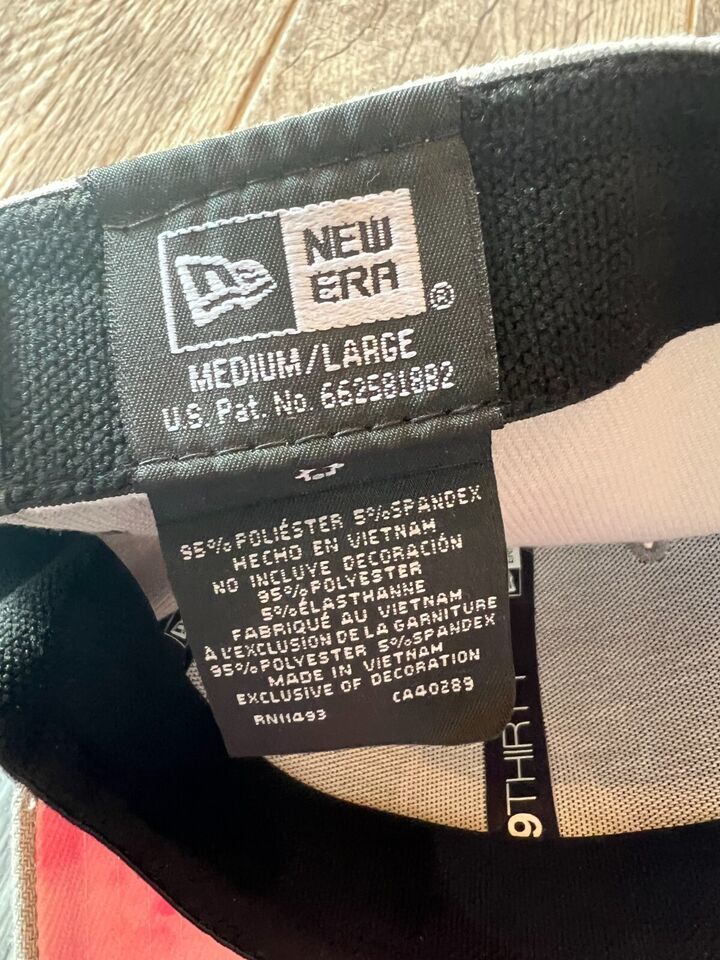 NEW
ERA®
MEDIUM/LARGE
U.S. Pat. No. 6625818B2
95% POLIÉSTER 5% SPANDEX
HECHO EN VIETNAM
NO INCLUYE DECORACIÓN
95% POLYESTER
5% ÉLASTHANNE
FABRIQUÉ AU VIETNAM
À L'EXCLUSION DE LA GARNITURE
95% POLYESTER 5% SPANDEX
MADE IN VIETNAM
EXCLUSIVE OF DECORATION
RN11493 CA40289
9THIRTY